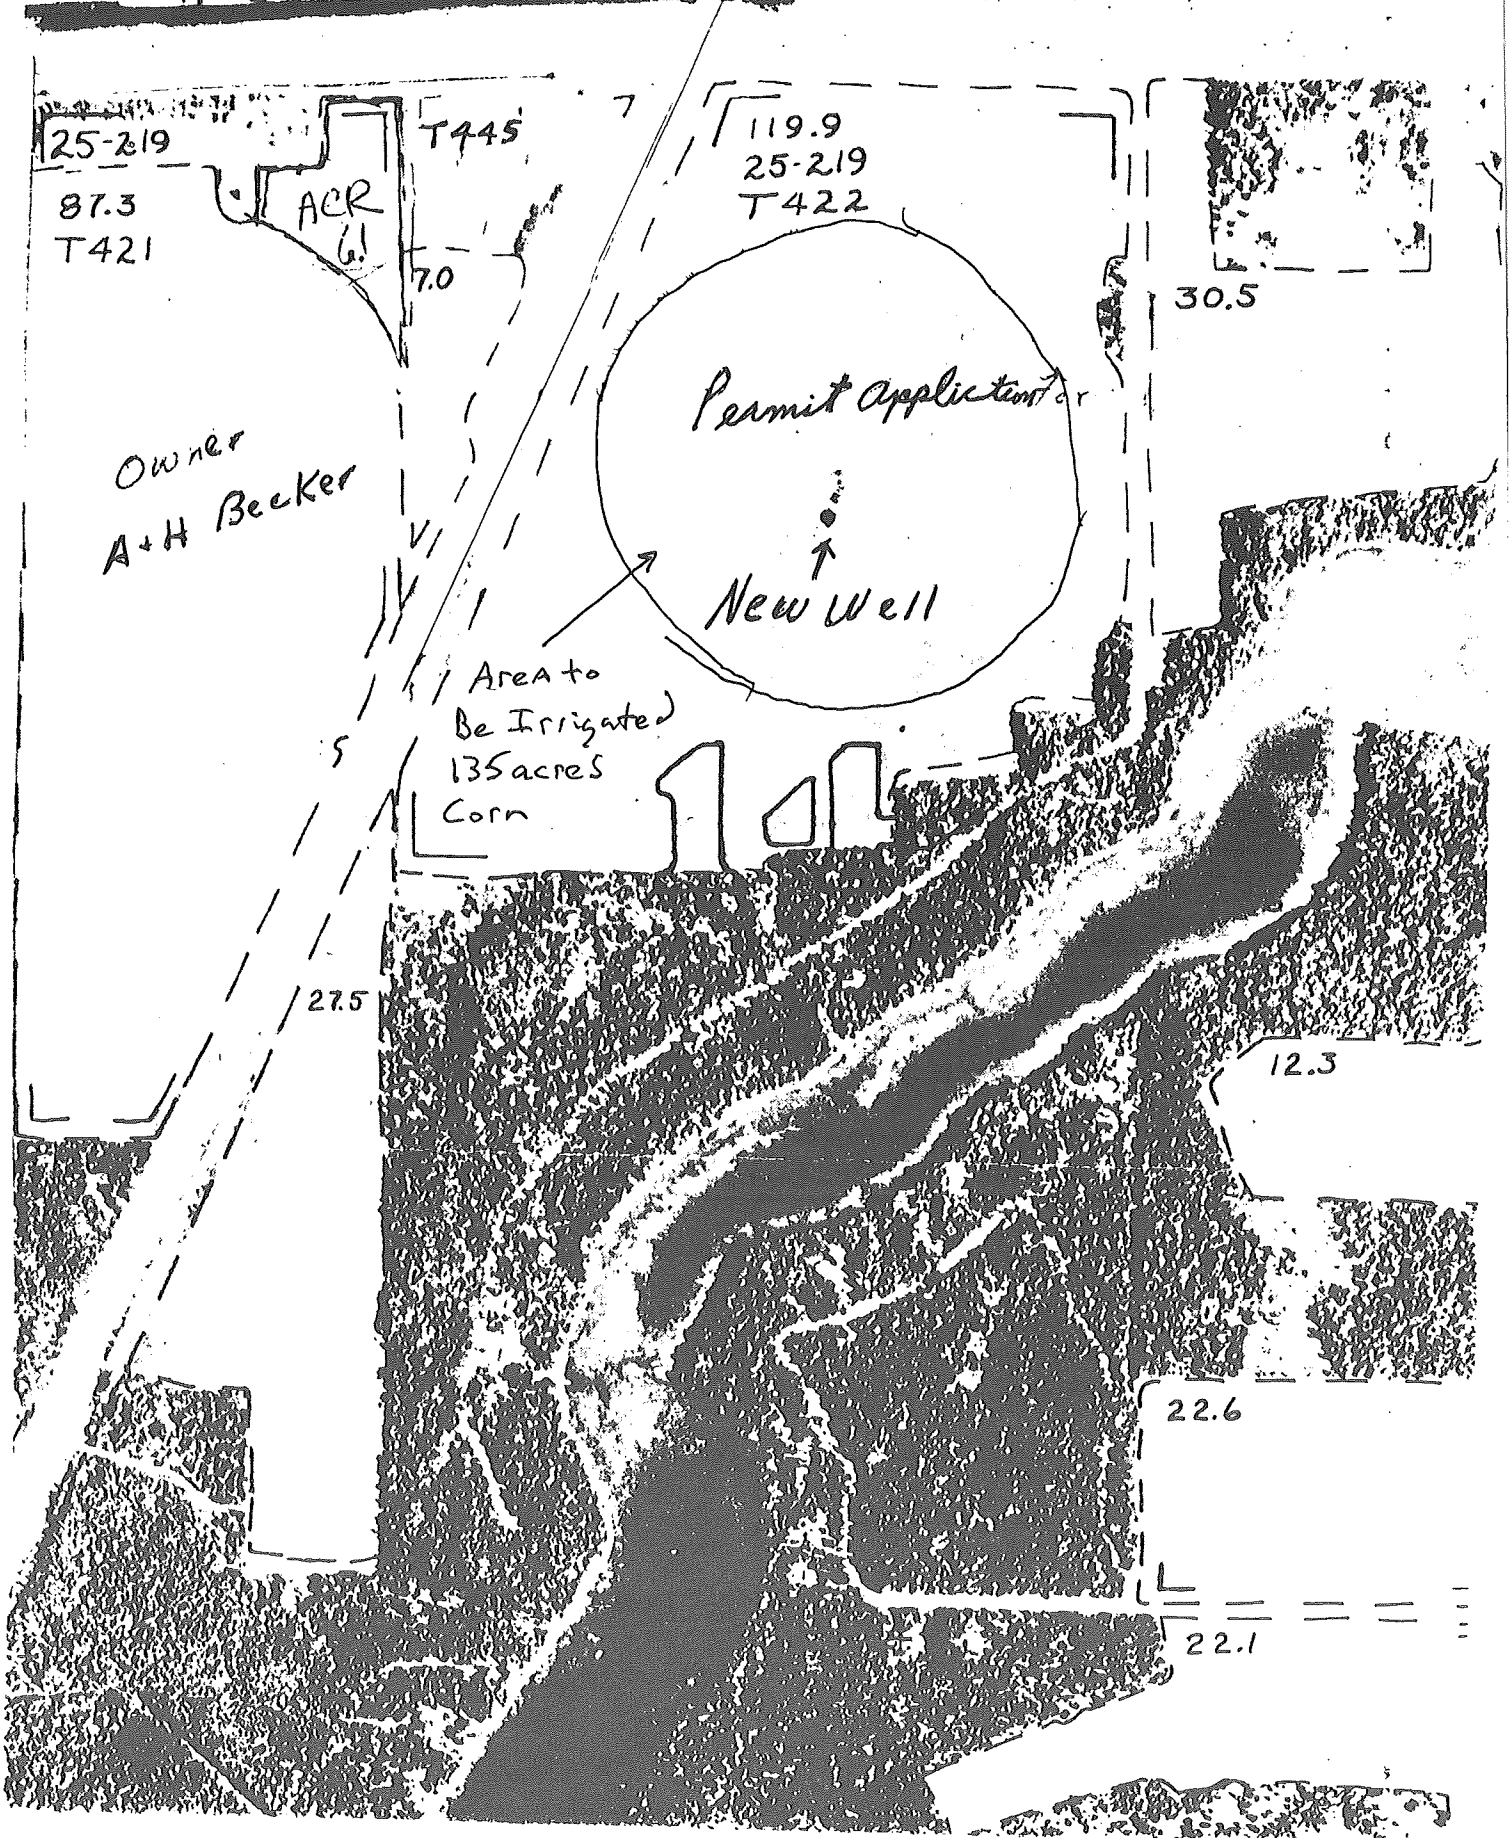 25-219
87.3
T421
ACR
6.1
T445
7.0
7
119.9
25-219
T422
30.5
Permit Application for
Owner
A+H Becker
New Well
Area to
Be Irrigated
135 acres
Corn
27.5
12.3
22.6
22.1